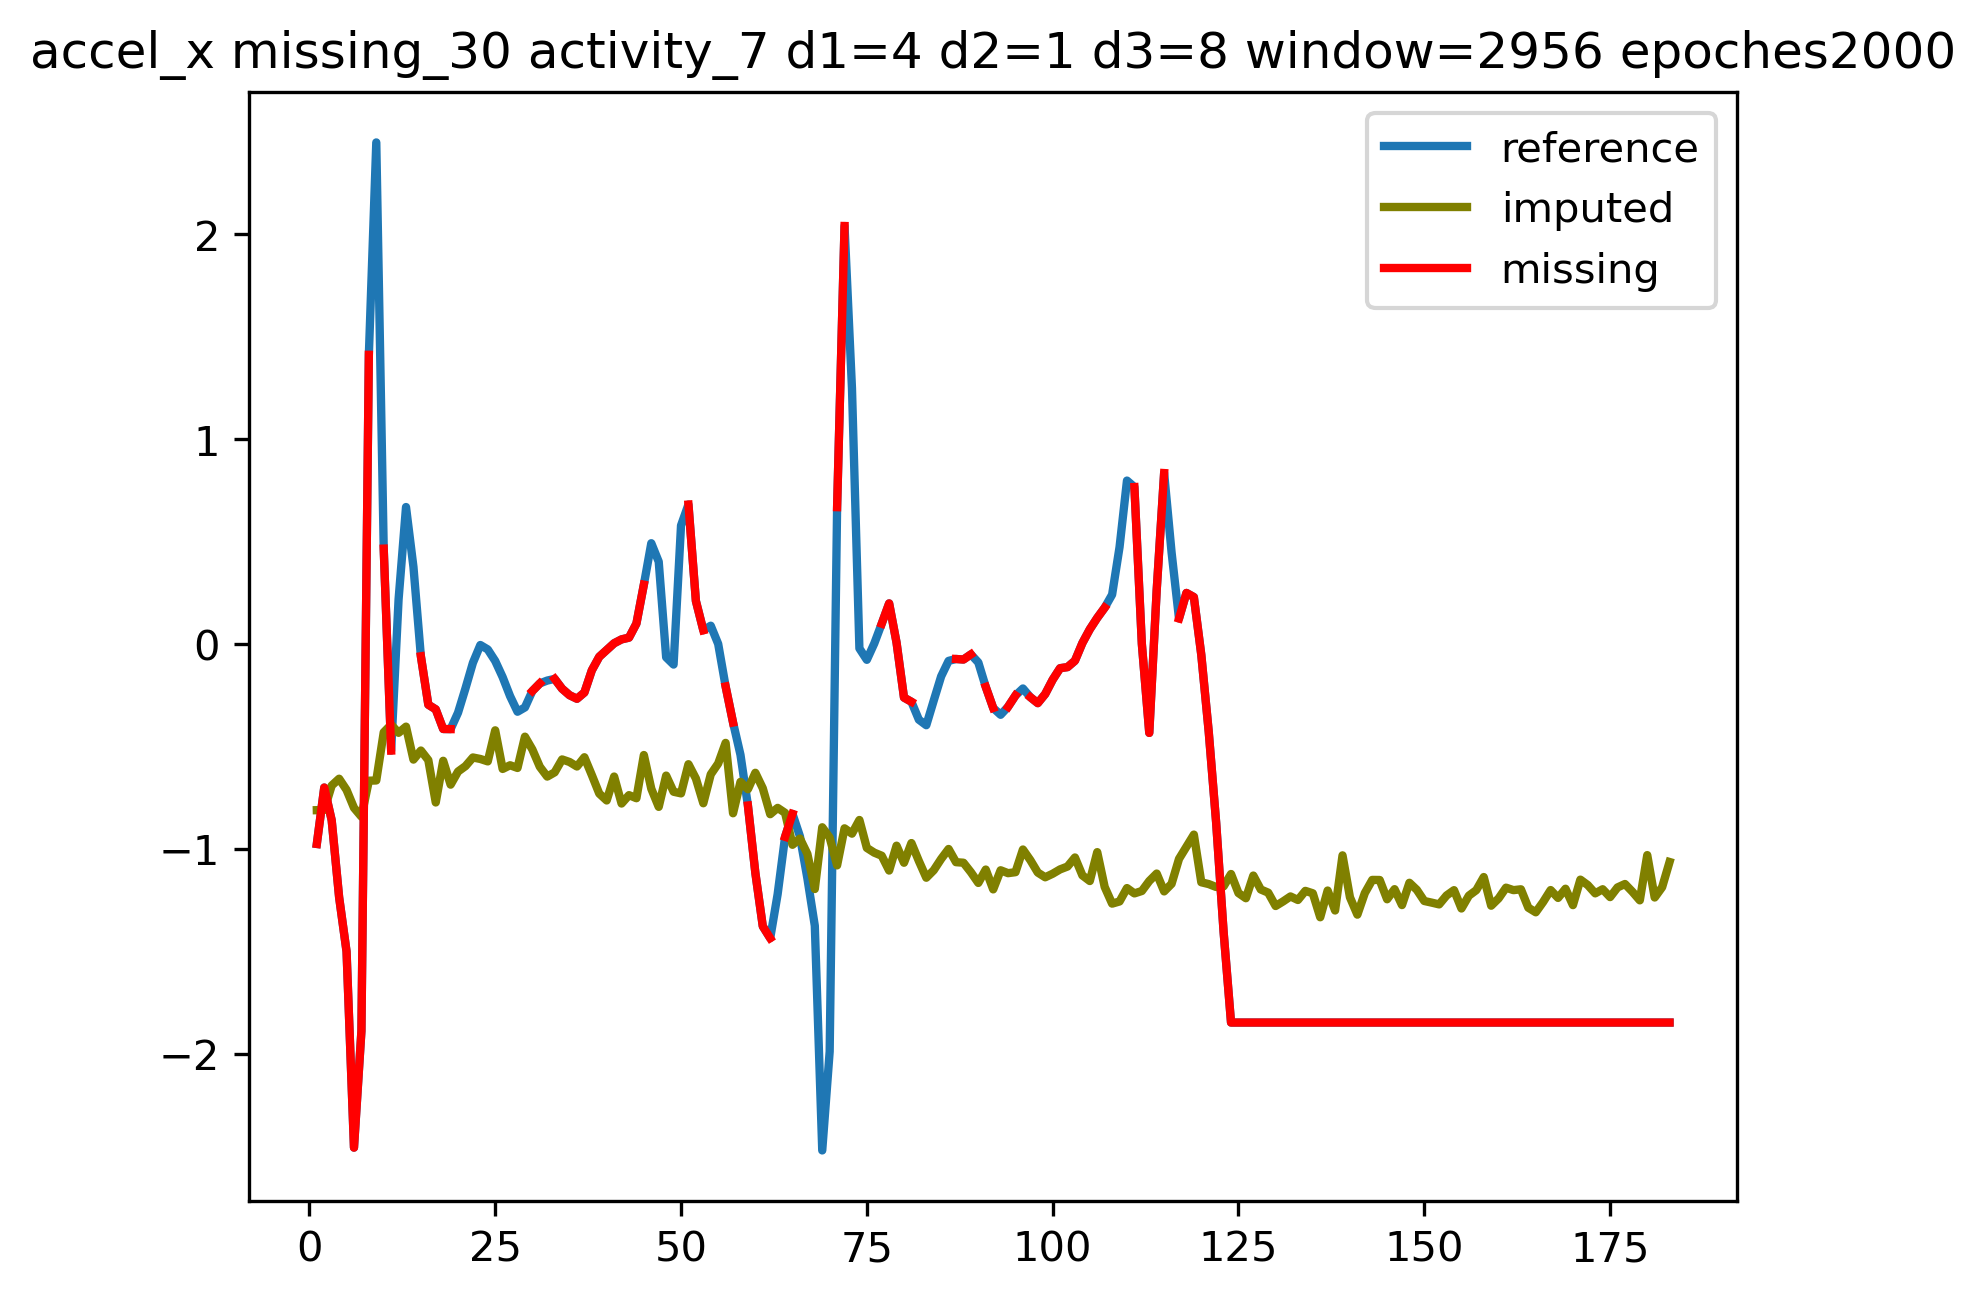 accel_x missing_30 activity_7 d1=4 d2=1 d3=8 window=2956 epoches2000
reference
imputed
missing
2
1
0
−1
−2
0 25 50 75 100 125 150 175